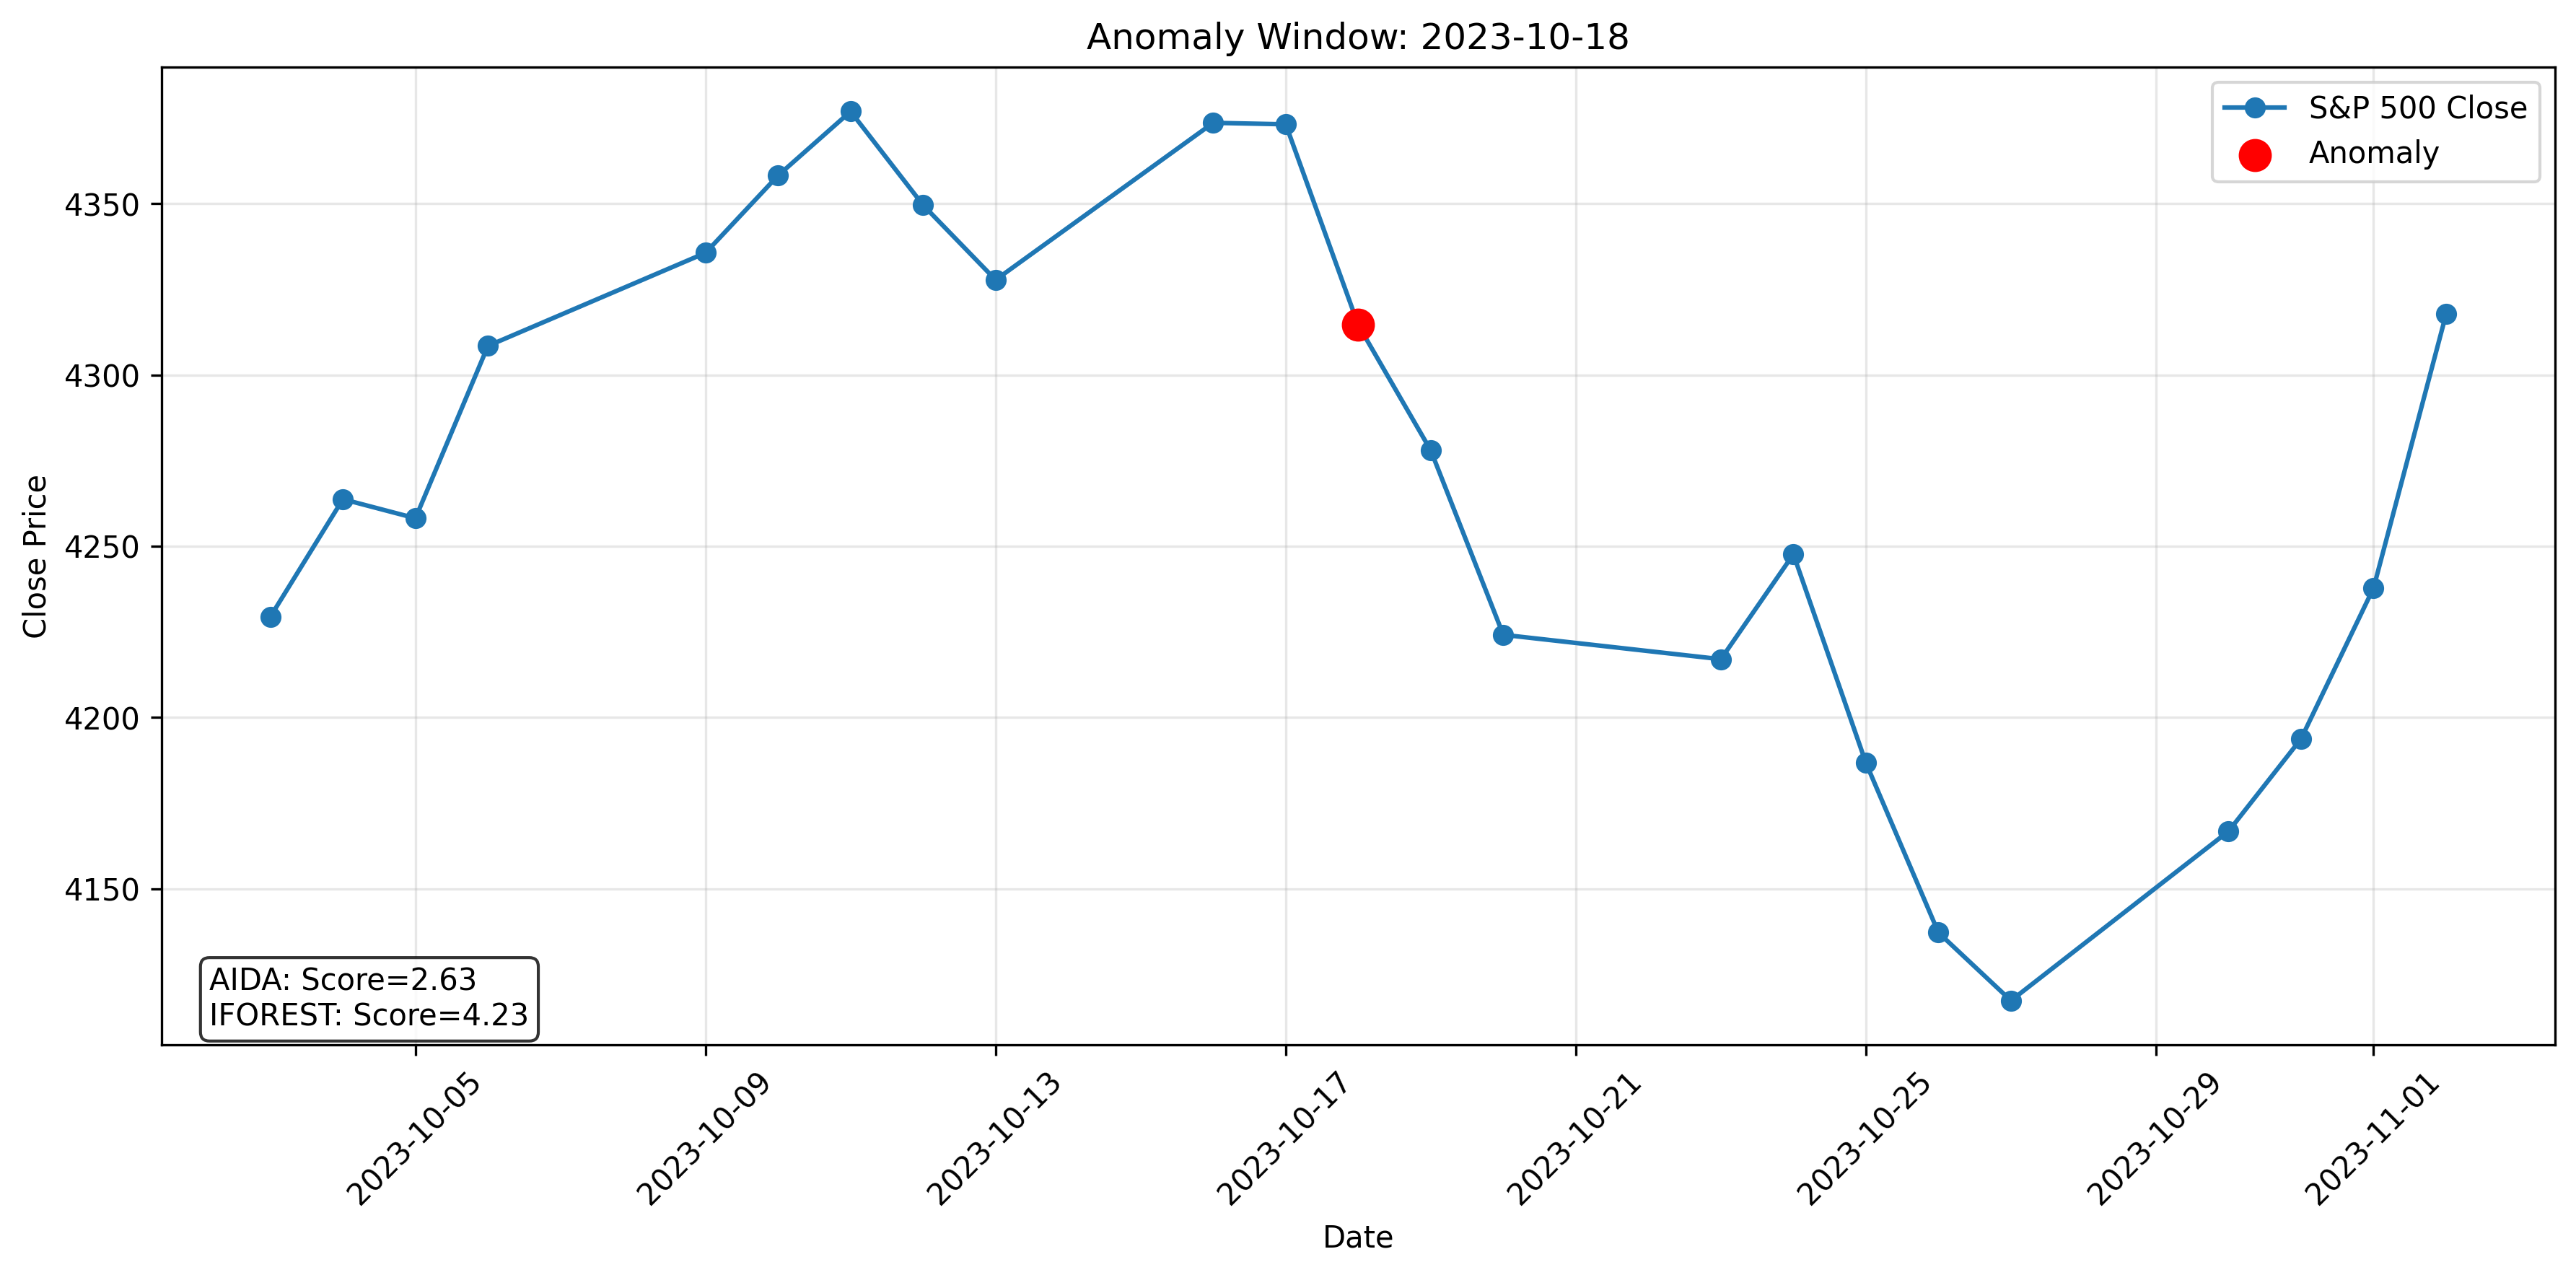 Anomaly Window: 2023-10-18
S&P 500 Close
Anomaly
Close Price
4350
4300
4250
4200
4150
AIDA: Score=2.63
IFOREST: Score=4.23
2023-10-05
2023-10-09
2023-10-13
2023-10-17
2023-10-21
2023-10-25
2023-10-29
2023-11-01
Date